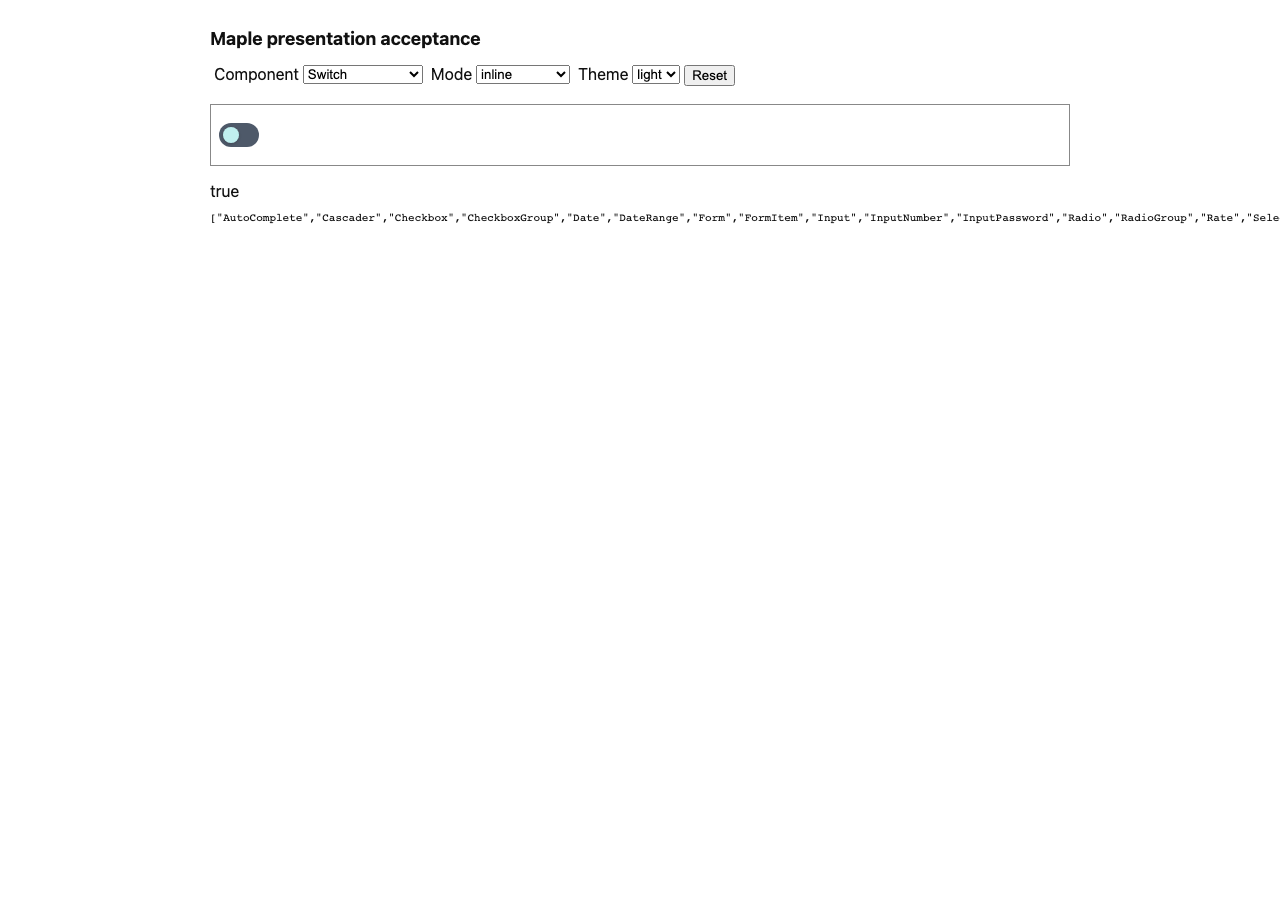 Maple presentation acceptance
Component Switch Mode inline Theme light Reset
true
["AutoComplete","Cascader","Checkbox","CheckboxGroup","Date","DateRange","Form","FormItem","Input","InputNumber","InputPassword","Radio","RadioGroup","Rate","Sele